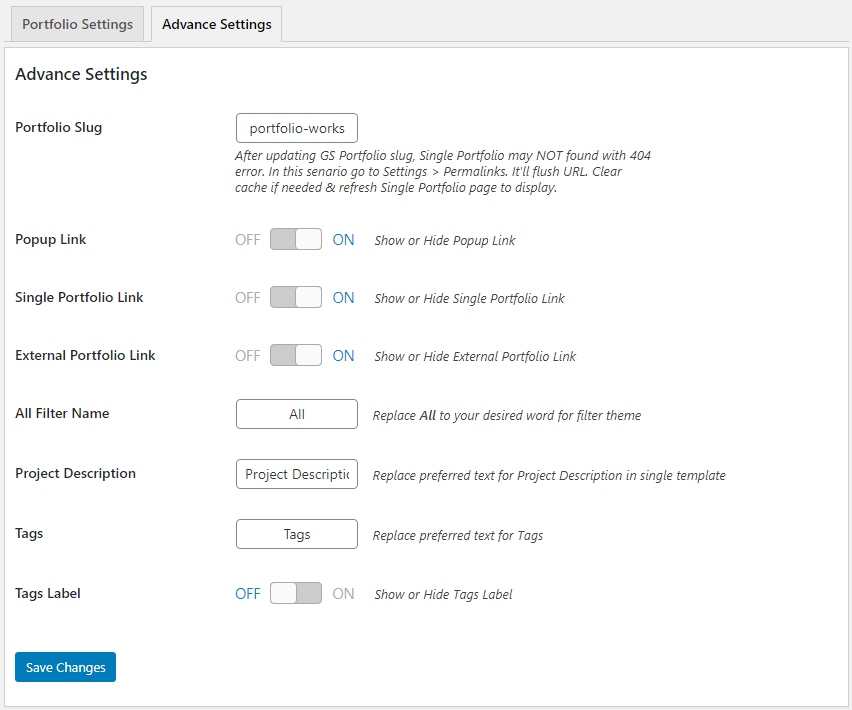 Portfolio Settings
Advance Settings
Advance Settings
Portfolio Slug
portfolio-works
After updating GS Portfolio slug, Single Portfolio may NOT found with 404
error. In this senario go to Settings > Permalinks. It'll flush URL. Clear
cache if needed & refresh Single Portfolio page to display.
Popup Link OFF ON Show or Hide Popup Link
Single Portfolio Link OFF ON Show or Hide Single Portfolio Link
External Portfolio Link OFF ON Show or Hide External Portfolio Link
All Filter Name All Replace All to your desired word for filter theme
Project Description Project Descriptic Replace preferred text for Project Description in single template
Tags Tags Replace preferred text for Tags
Tags Label OFF ON Show or Hide Tags Label
Save Changes